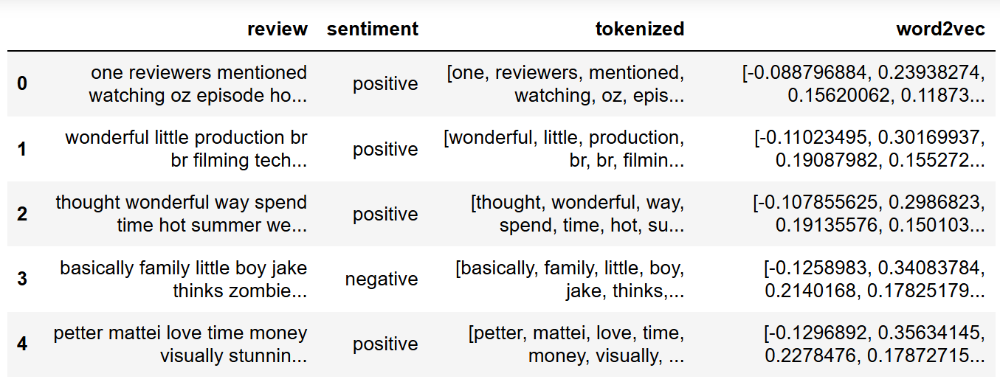 review sentiment tokenized word2vec
0 one reviewers mentioned watching oz episode ho... positive [one, reviewers, mentioned, watching, oz, epis... [-0.088796884, 0.23938274, 0.15620062, 0.11873...
1 wonderful little production br br filming tech... positive [wonderful, little, production, br, br, filmin... [-0.11023495, 0.30169937, 0.19087982, 0.155272...
2 thought wonderful way spend time hot summer we... positive [thought, wonderful, way, spend, time, hot, su... [-0.107855625, 0.2986823, 0.19135576, 0.150103...
3 basically family little boy jake thinks zombie... negative [basically, family, little, boy, jake, thinks,... [-0.1258983, 0.34083784, 0.2140168, 0.17825179...
4 petter mattei love time money visually stunnin... positive [petter, mattei, love, time, money, visually, ... [-0.1296892, 0.35634145, 0.2278476, 0.17872715...